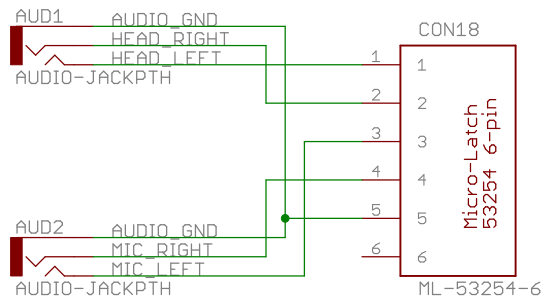 AUD1
AUDIO_GND
HEAD_RIGHT
HEAD_LEFT
AUDIO-JACKPTH
CON18
1 1
2 2
3 3
4 4
5 5
6 6
Micro-Latch
53254 6-pin
ML-53254-6
AUD2
AUDIO_GND
MIC_RIGHT
MIC_LEFT
AUDIO-JACKPTH